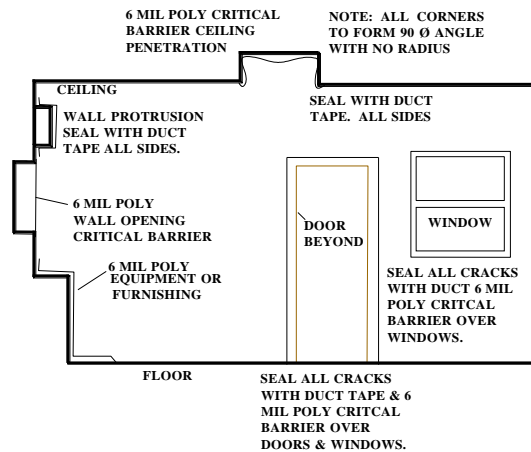 6 MIL POLY CRITICAL
BARRIER CEILING
PENETRATION
NOTE: ALL CORNERS
TO FORM 90 Ø ANGLE
WITH NO RADIUS
CEILING
SEAL WITH DUCT
TAPE. ALL SIDES
WALL PROTRUSION
SEAL WITH DUCT
TAPE ALL SIDES.
6 MIL POLY
WALL OPENING
CRITICAL BARRIER
DOOR
BEYOND
WINDOW
6 MIL POLY
EQUIPMENT OR
FURNISHING
SEAL ALL CRACKS
WITH DUCT 6 MIL
POLY CRITCAL
BARRIER OVER
WINDOWS.
FLOOR
SEAL ALL CRACKS
WITH DUCT TAPE & 6
MIL POLY CRITCAL
BARRIER OVER
DOORS & WINDOWS.